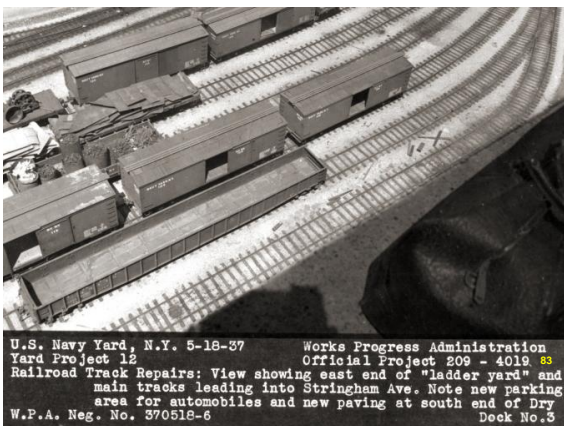 U.S. Navy Yard, N.Y. 5-18-37 Works Progress Administration
Yard Project 12 Official Project 209 - 4019 83
Railroad Track Repairs: View showing east end of "ladder yard" and
main tracks leading into Stringham Ave. Note new parking
area for automobiles and new paving at south end of Dry
W.P.A. Neg. No. 370518-6 Dock No.3